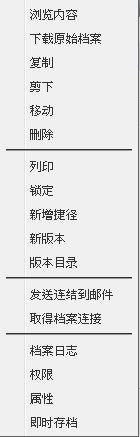 浏览内容
下载原始档案
复制
剪下
移动
删除
列印
锁定
新增捷径
新版本
版本目录
发送连结到邮件
取得档案连接
档案日志
权限
属性
即时存档